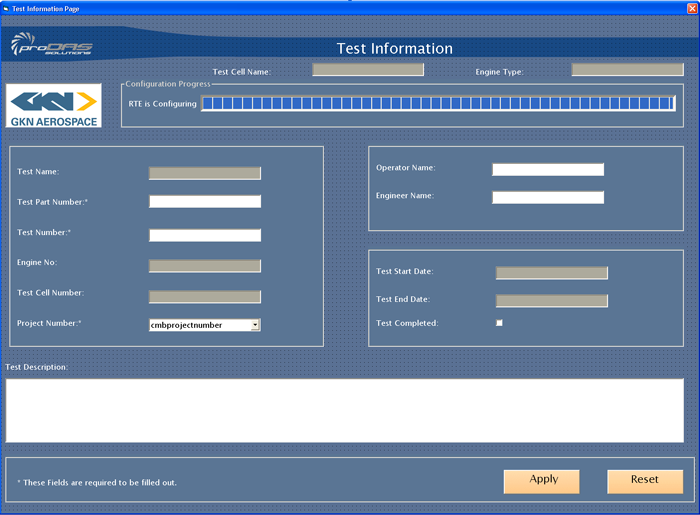 Test Information Page
proDAS
SOLUTIONS
Test Information
Test Cell Name:
Engine Type:
Configuration Progress
RTE is Configuring
GKN
GKN AEROSPACE
Test Name:
Test Part Number:*
Test Number:*
Engine No:
Test Cell Number
Project Number:*
cmbprojectnumber
Operator Name:
Engineer Name:
Test Start Date:
Test End Date:
Test Completed:
Test Description:
* These Fields are required to be filled out.
Apply
Reset